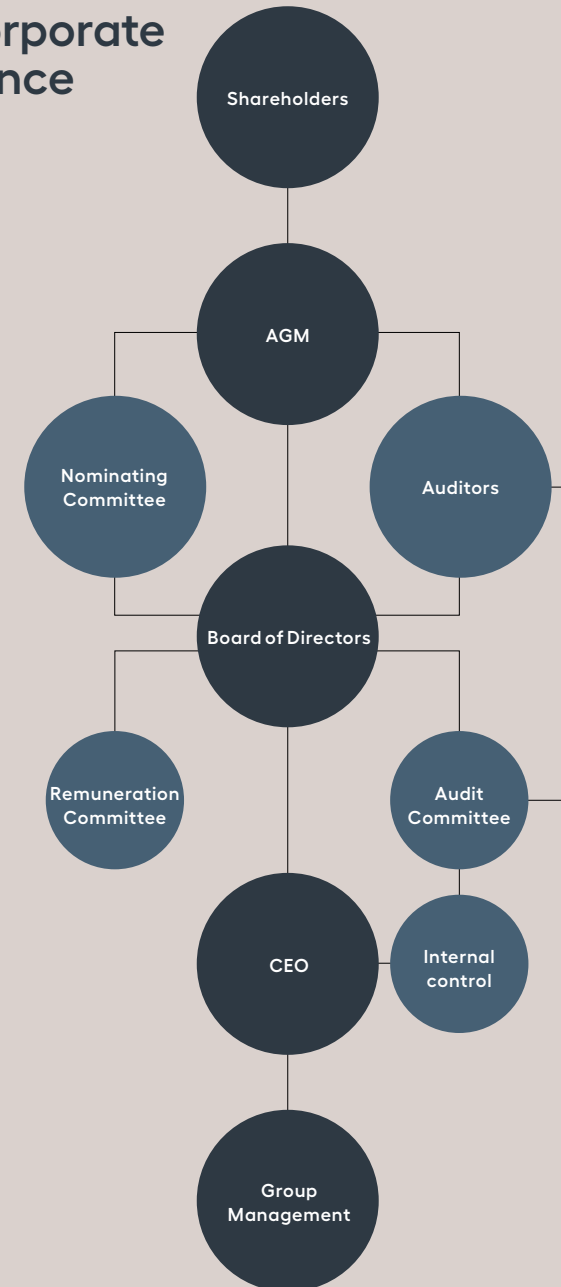 rporate
nce
Shareholders
AGM
Nominating
Committee
Auditors
Board of Directors
Remuneration
Committee
Audit
Committee
CEO
Internal
control
Group
Management